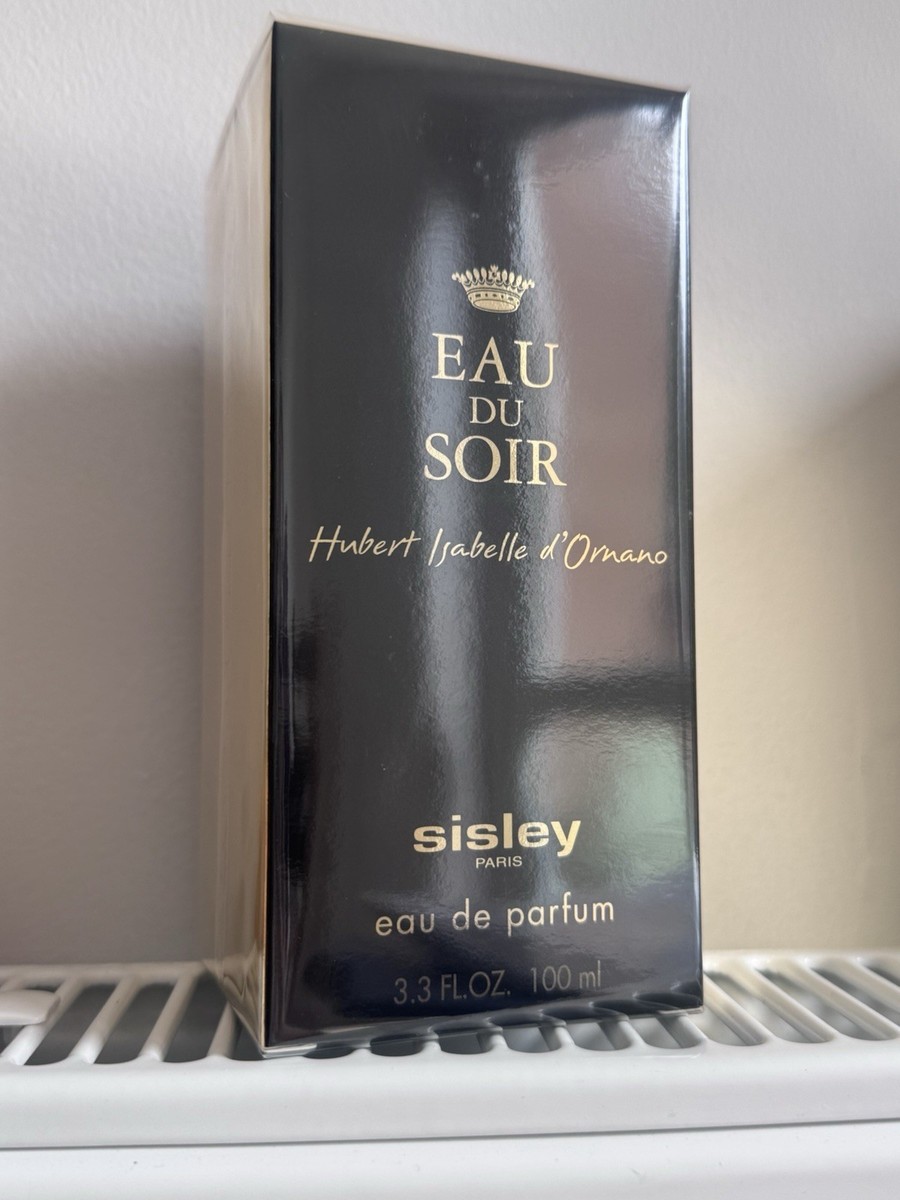 EAU
DU
SOIR
Hubert Isabelle d'Ornano
sisley
PARIS
eau de parfum
3.3 FL.OZ. 100 ml